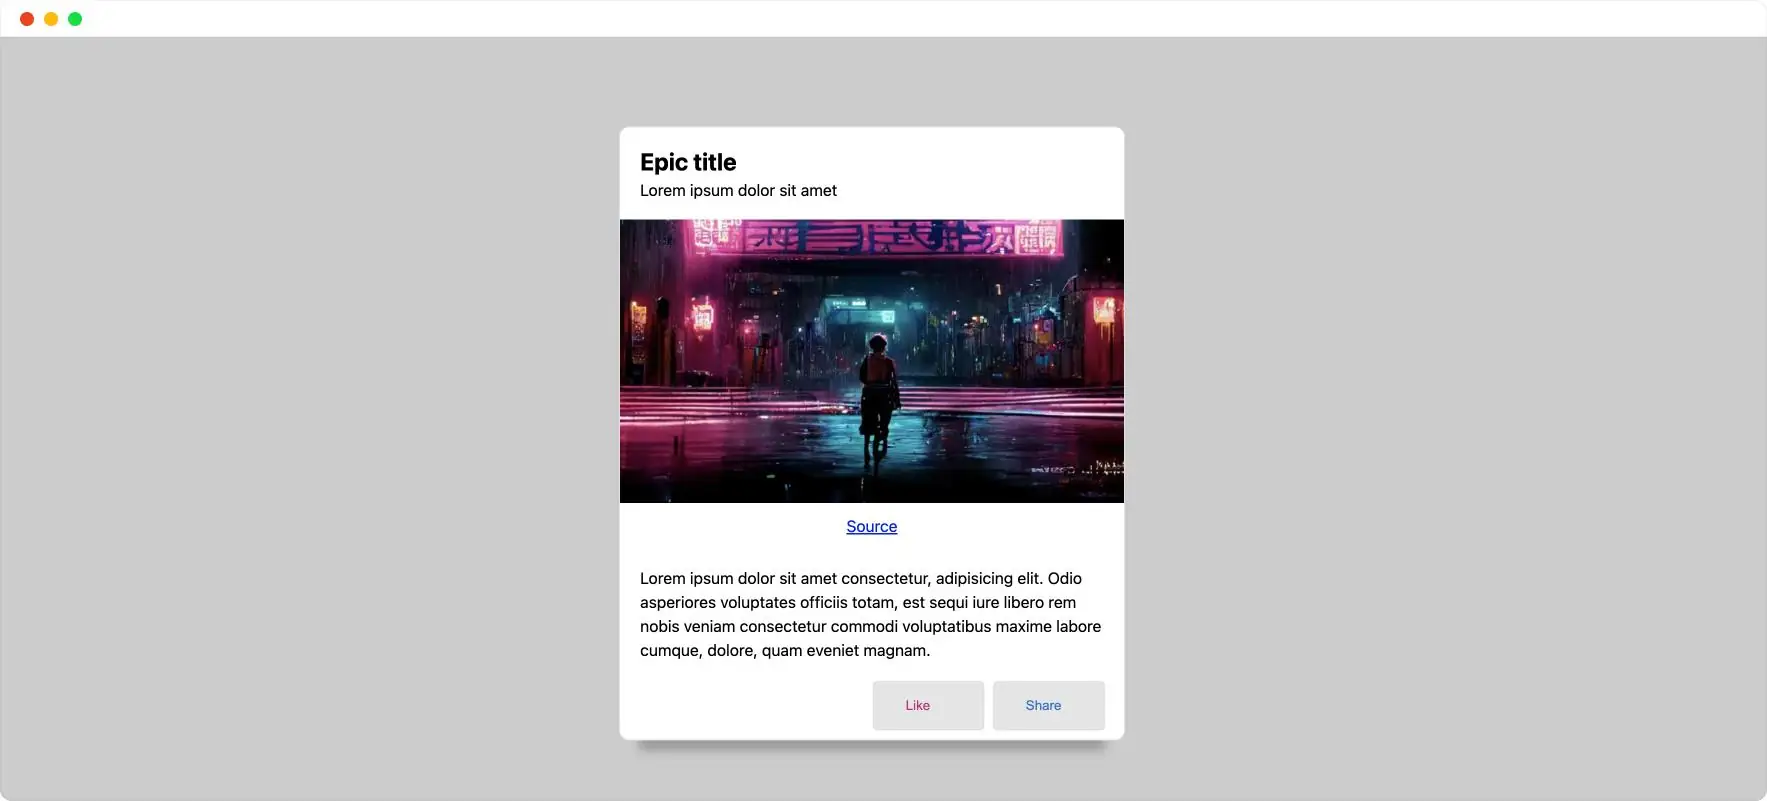 Epic title
Lorem ipsum dolor sit amet
Source
Lorem ipsum dolor sit amet consectetur, adipisicing elit. Odio
asperiores voluptates officiis totam, est sequi iure libero rem
nobis veniam consectetur commodi voluptatibus maxime labore
cumque, dolore, quam eveniet magnam.
Like
Share